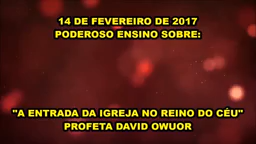 14 DE FEVEREIRO DE 2017
PODEROSO ENSINO SOBRE:
"A ENTRADA DA IGREJA NO REINO DO CÉU"
PROFETA DAVID OWUOR